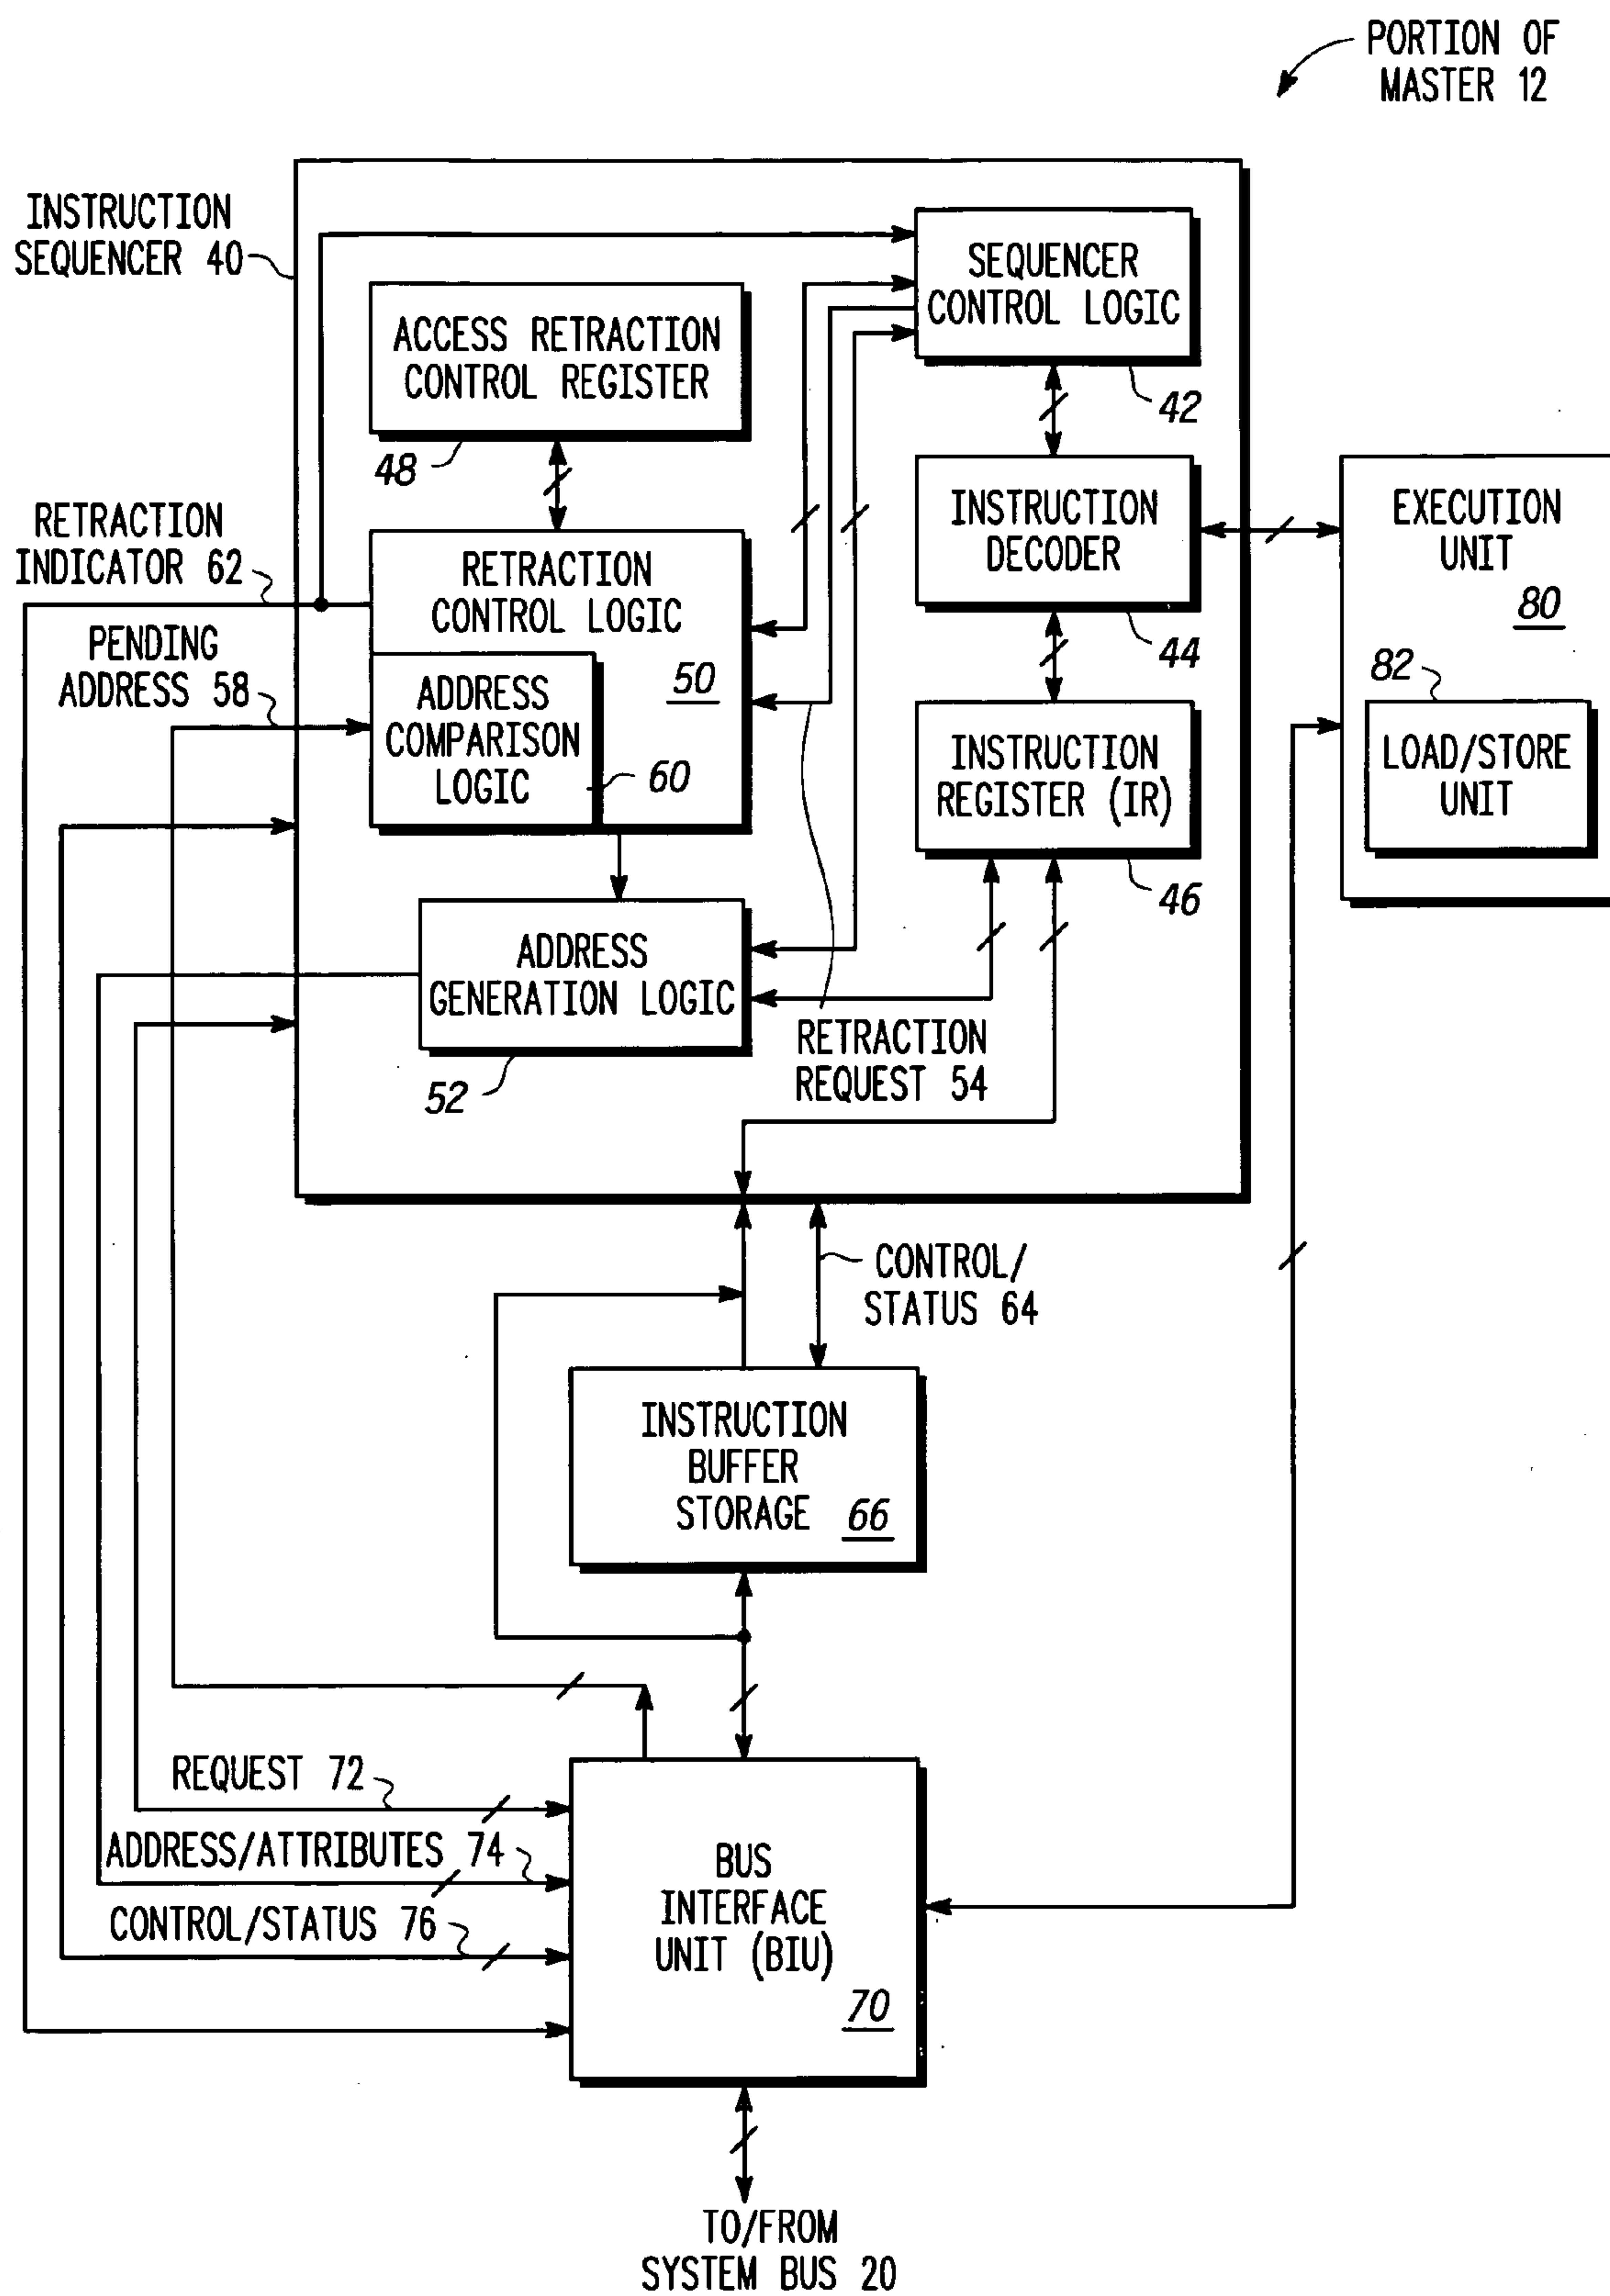 PORTION OF
MASTER 12
INSTRUCTION
SEQUENCER 40
SEQUENCER
CONTROL LOGIC
42
ACCESS RETRACTION
CONTROL REGISTER
48
INSTRUCTION
DECODER
44
EXECUTION
UNIT
80
82
LOAD/STORE
UNIT
RETRACTION
INDICATOR 62
RETRACTION
CONTROL LOGIC
50
PENDING
ADDRESS 58
ADDRESS
COMPARISON
LOGIC
60
INSTRUCTION
REGISTER (IR)
46
ADDRESS
GENERATION LOGIC
52
RETRACTION
REQUEST 54
CONTROL/
STATUS 64
INSTRUCTION
BUFFER
STORAGE
66
REQUEST 72
ADDRESS/ATTRIBUTES 74
CONTROL/STATUS 76
BUS
INTERFACE
UNIT (BIU)
70
TO/FROM
SYSTEM BUS 20